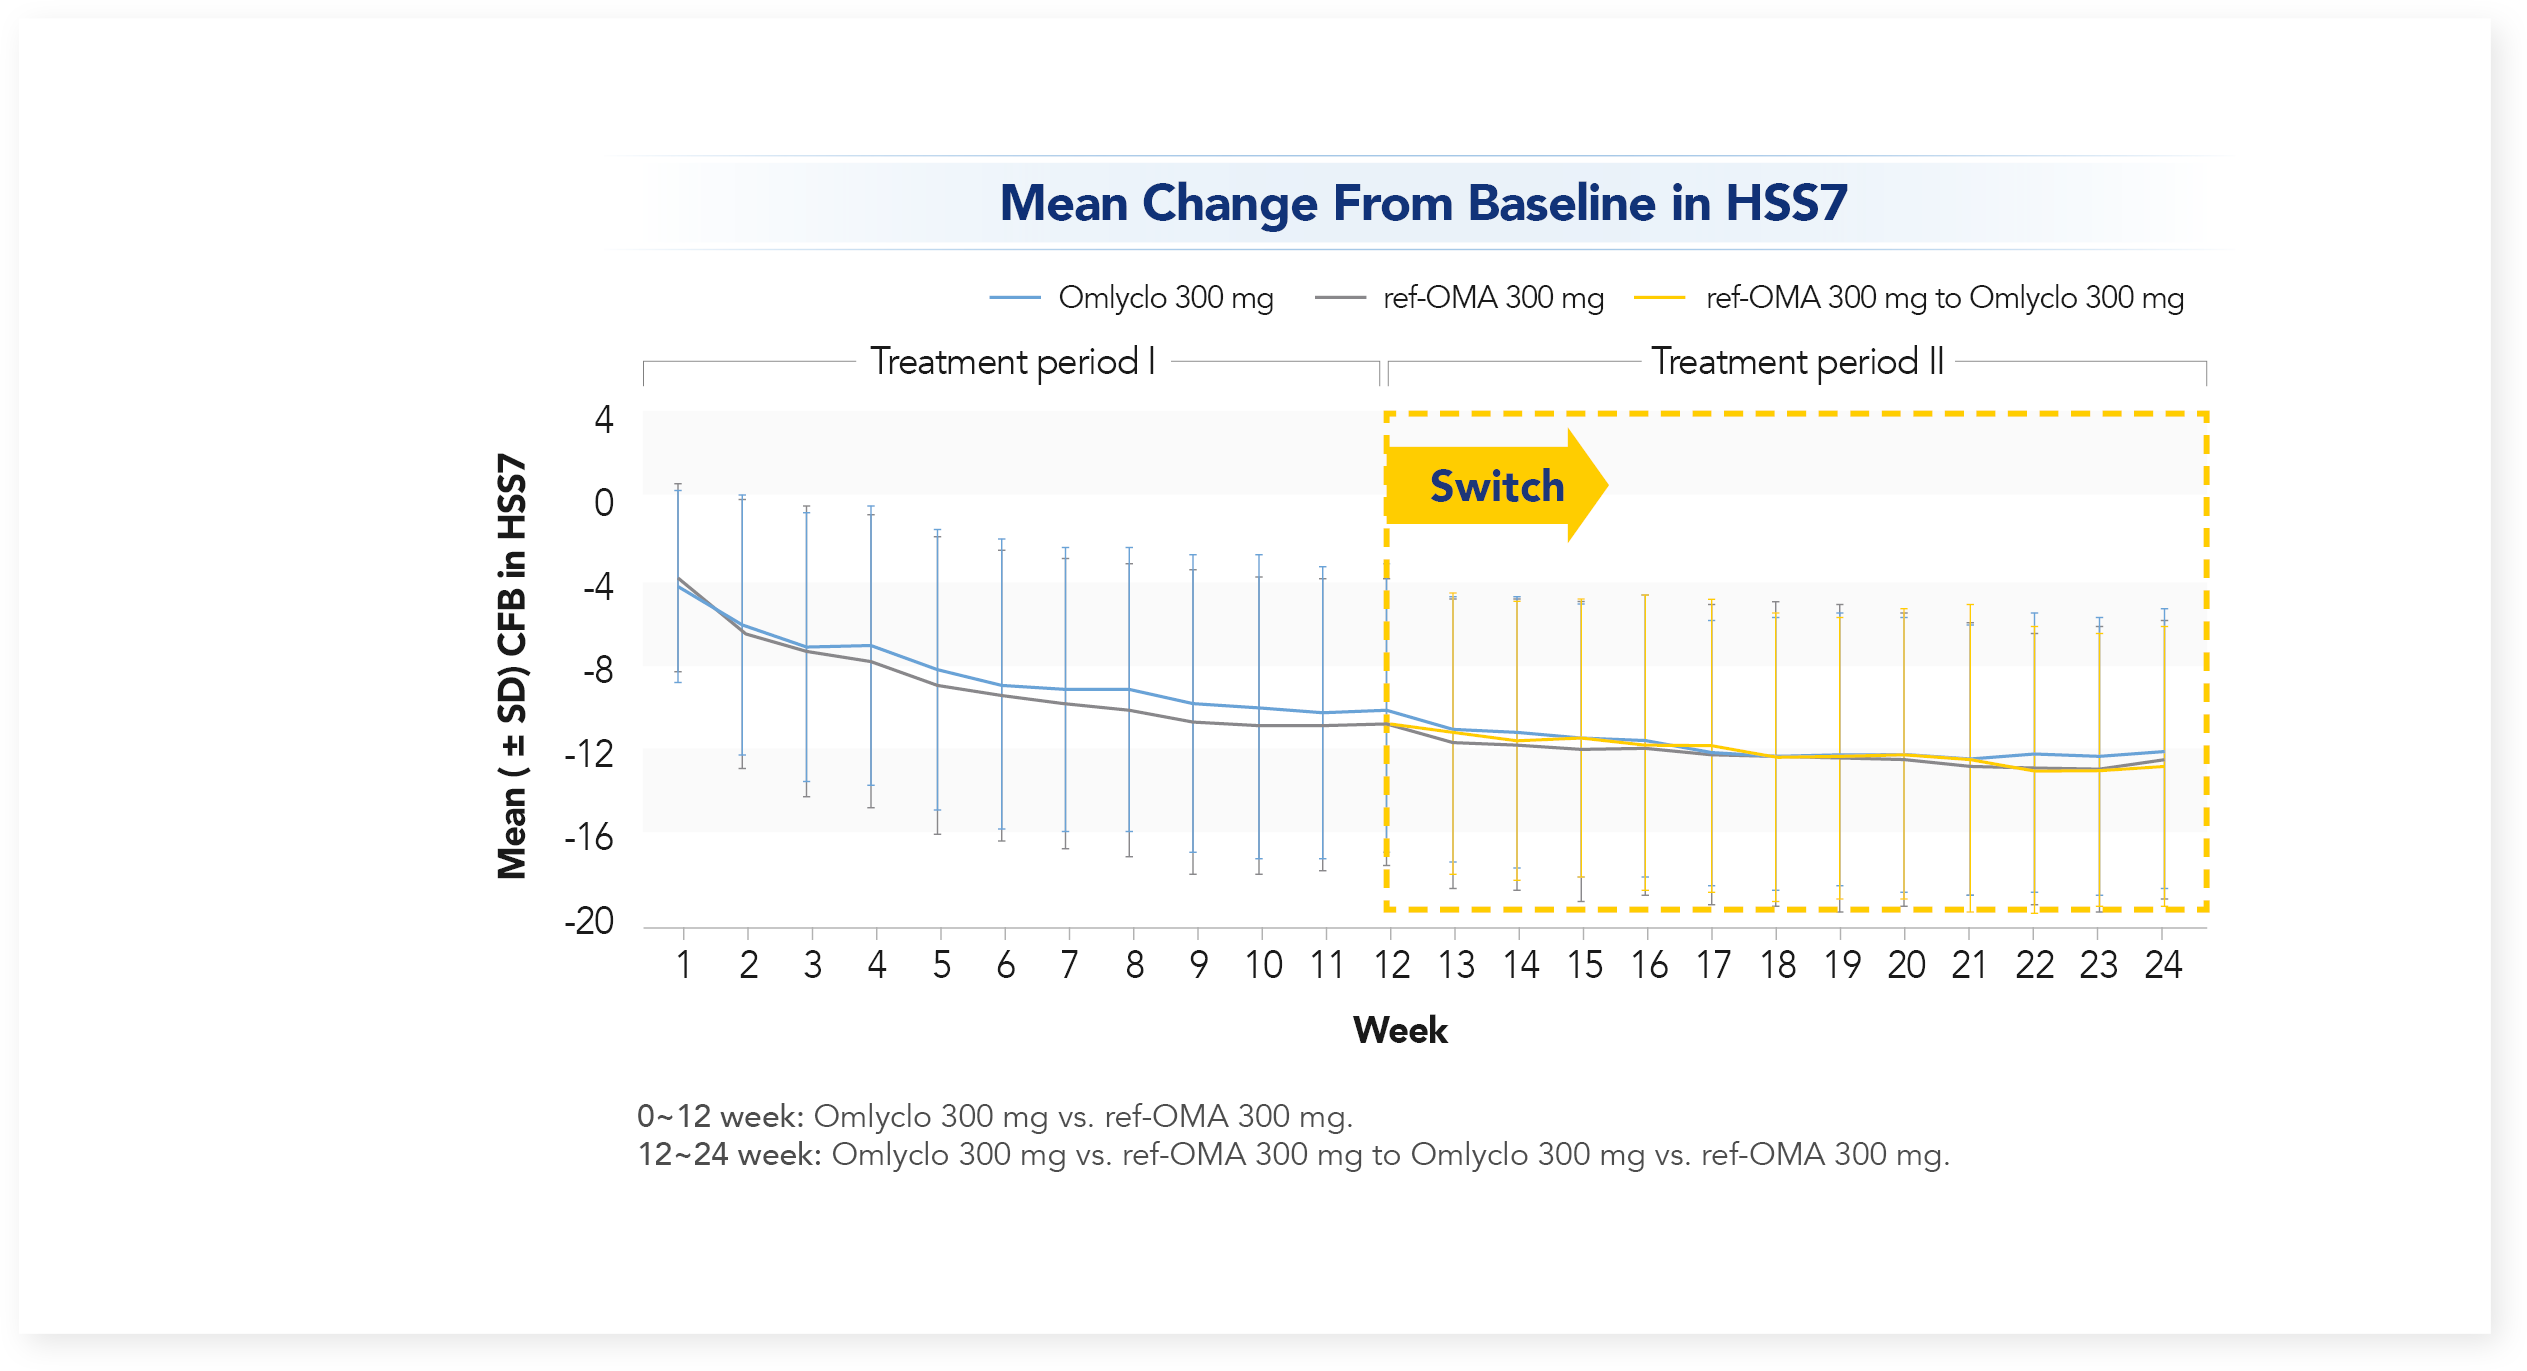 Mean Change From Baseline in HSS7
Omlyclo 300 mg ref-OMA 300 mg ref-OMA 300 mg to Omlyclo 300 mg
Treatment period I Treatment period II
Mean ( ± SD) CFB in HSS7
4
0
-4
-8
-12
-16
-20
Switch
1 2 3 4 5 6 7 8 9 10 11 12 13 14 15 16 17 18 19 20 21 22 23 24
Week
0~12 week: Omlyclo 300 mg vs. ref-OMA 300 mg.
12~24 week: Omlyclo 300 mg vs. ref-OMA 300 mg to Omlyclo 300 mg vs. ref-OMA 300 mg.